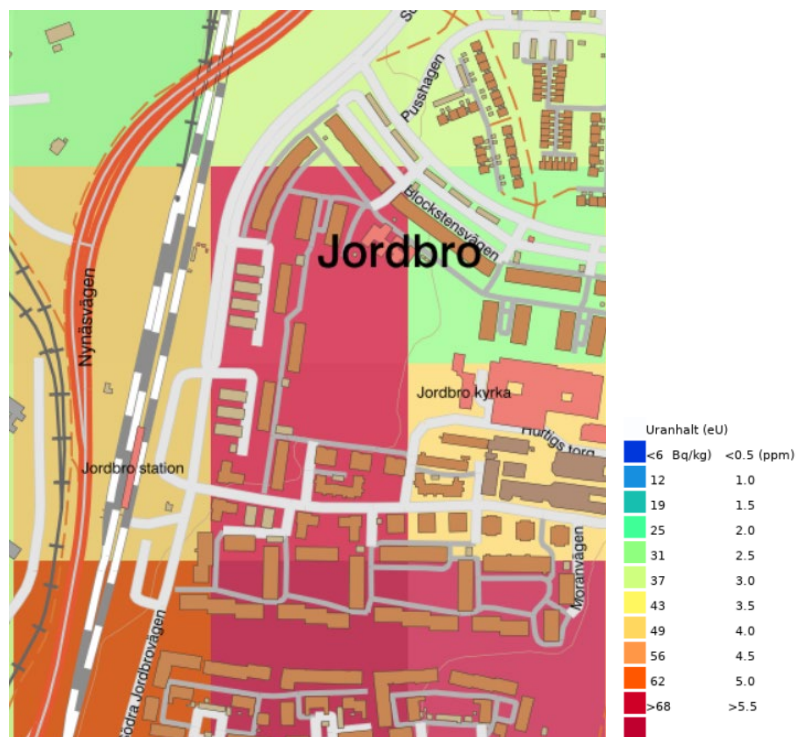 Pusshagen
Blockstensvägen
Jordbro
Nynäsvägen
Jordbro kyrka
Hurtigs torg
Jordbro station
Moränvägen
Södra Jordbrovägen
Uranhalt (eU)
<6 Bq/kg) <0.5 (ppm)
12 1.0
19 1.5
25 2.0
31 2.5
37 3.0
43 3.5
49 4.0
56 4.5
62 5.0
>68 >5.5